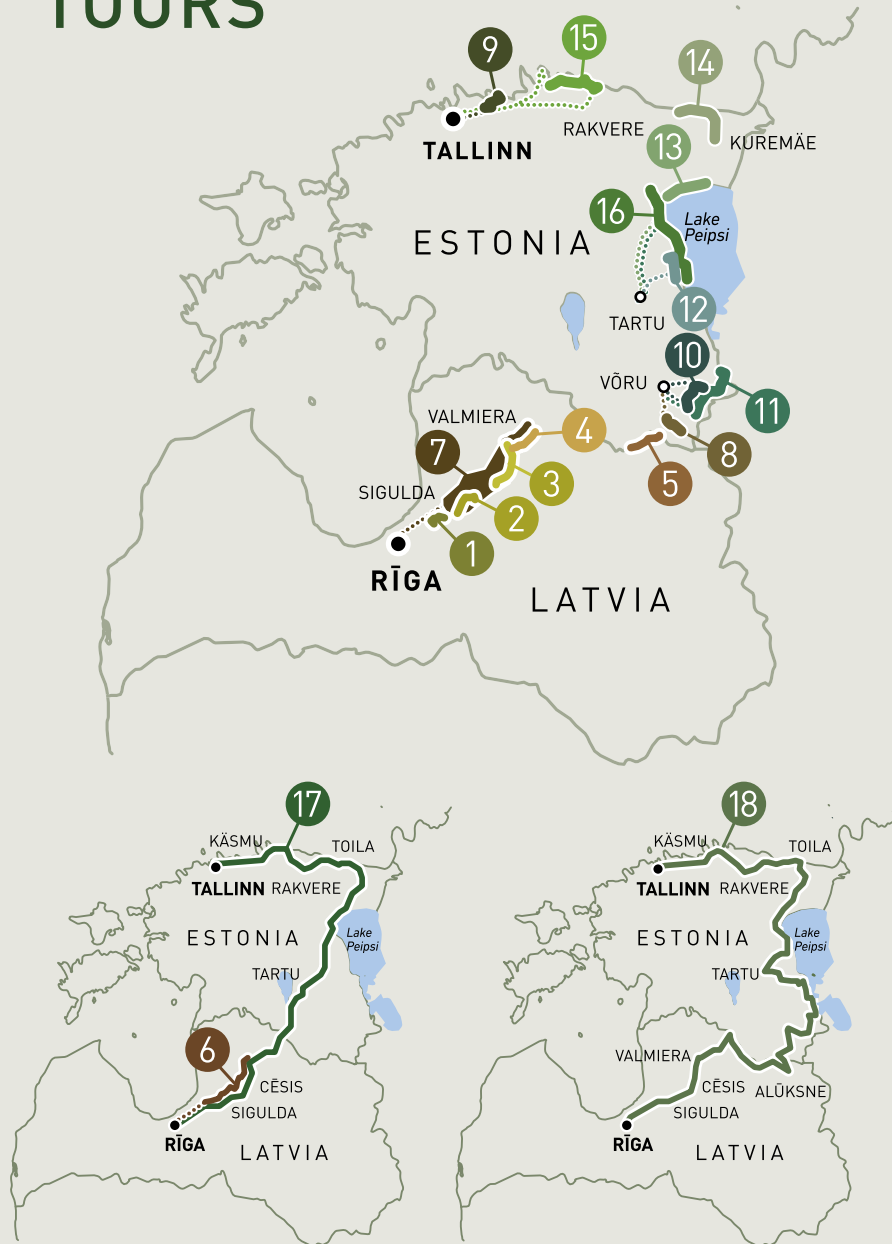 TOURS
9
15
14
RAKVERE
KUREMÄE
TALLINN
13
16
Lake
Peipsi
ESTONIA
12
TARTU
10
VÕRU
11
VALMIERA
4
7
8
5
3
SIGULDA
2
1
RĪGA
LATVIA
17
KÄSMU
TOILA
TALLINN
RAKVERE
ESTONIA
Lake
Peipsi
TARTU
6
CĒSIS
SIGULDA
RĪGA
LATVIA
18
KÄSMU
TOILA
TALLINN
RAKVERE
ESTONIA
Lake
Peipsi
TARTU
VALMIERA
CĒSIS
ALŪKSNE
SIGULDA
RĪGA
LATVIA